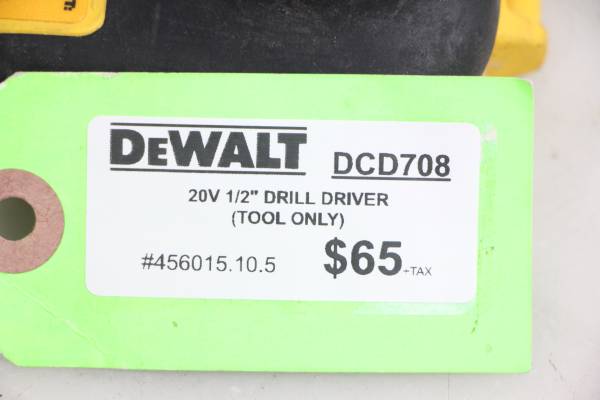 DEWALT DCD708
20V 1/2" DRILL DRIVER
(TOOL ONLY)
#456015.10.5 $65 +TAX